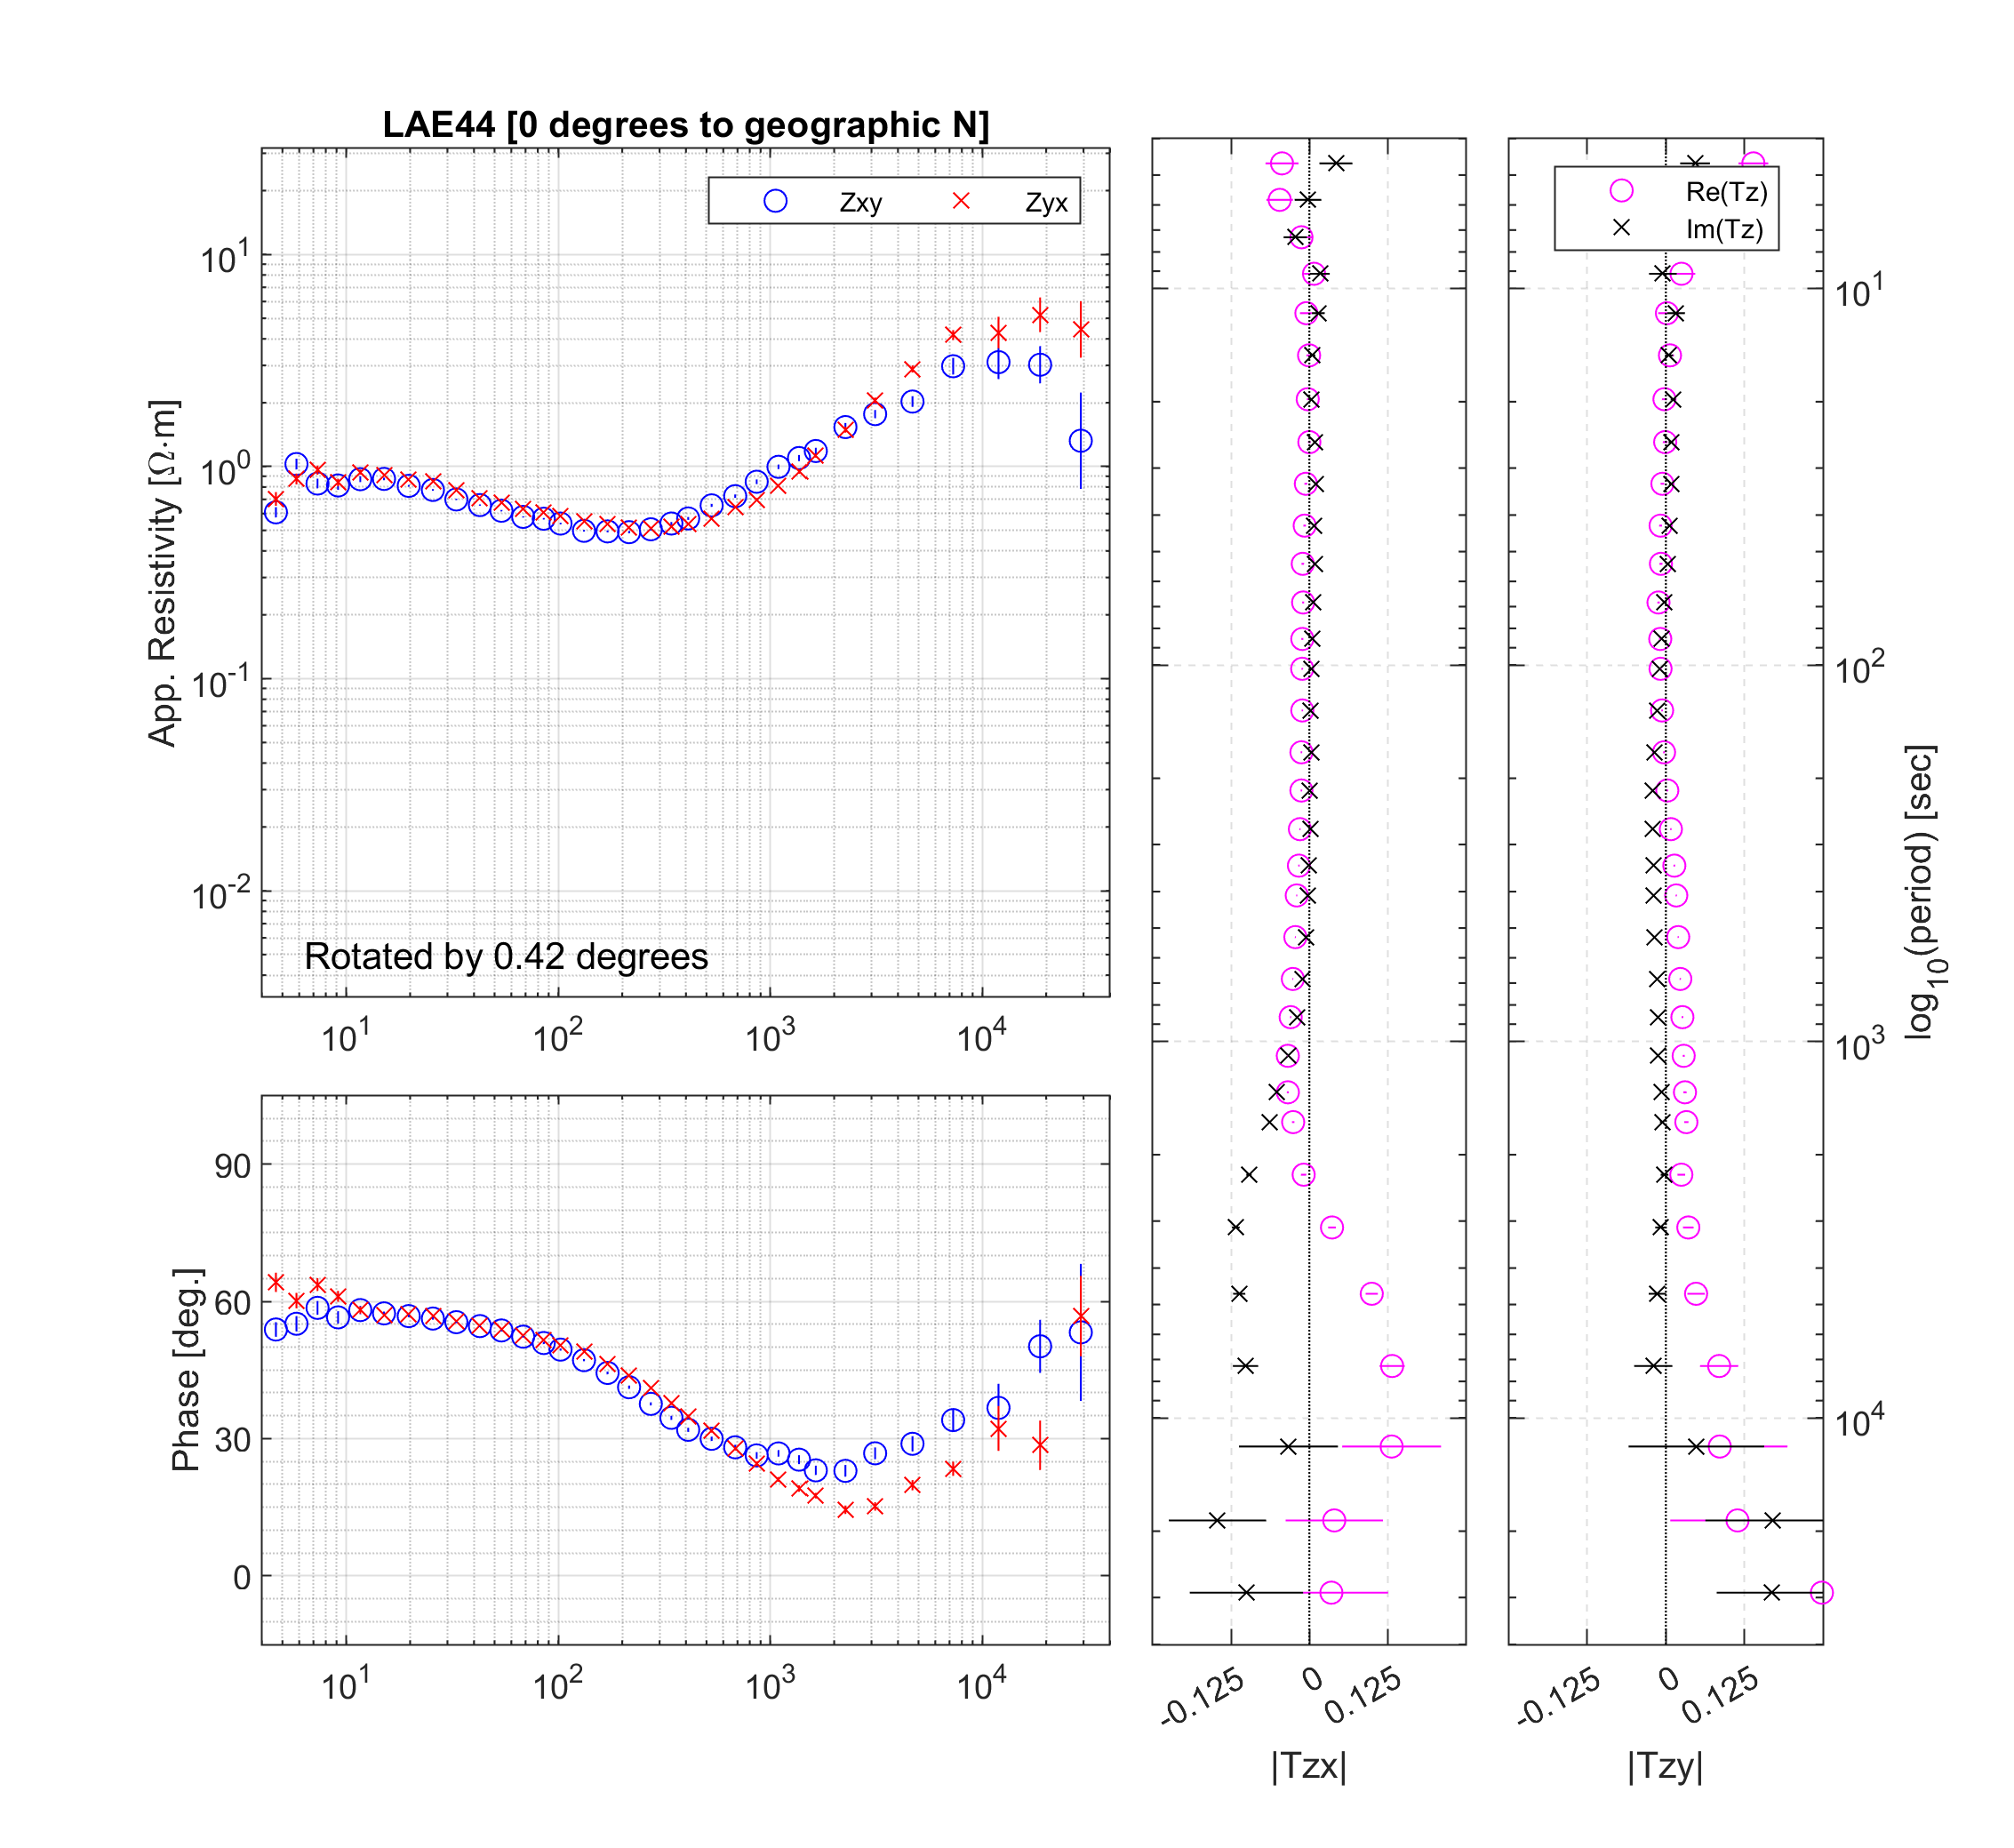 LAE44 [0 degrees to geographic N]
Zxy Zyx
App. Resistivity [Ω·m]
10^1
10^0
10^-1
10^-2
Rotated by 0.42 degrees
10^1 10^2 10^3 10^4
Phase [deg.]
90
60
30
0
10^1 10^2 10^3 10^4
-0.125 0 0.125
|Tzx|
Re(Tz)
Im(Tz)
-0.125 0 0.125
|Tzy|
10^1
10^2
10^3
10^4
log_10(period) [sec]